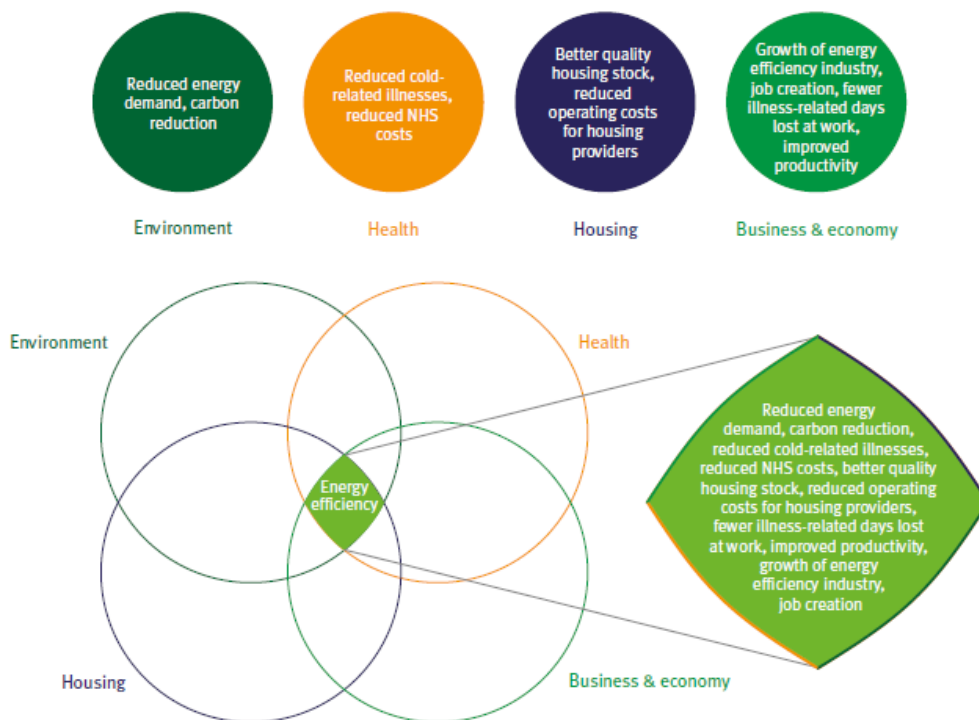 Reduced energy
demand, carbon
reduction
Reduced cold-
related illnesses,
reduced NHS
costs
Better quality
housing stock,
reduced
operating costs
for housing
providers
Growth of energy
efficiency industry,
job creation, fewer
illness-related days
lost at work,
improved
productivity
Environment
Health
Housing
Business & economy
Environment
Health
Energy
efficiency
Reduced energy
demand, carbon reduction,
reduced cold-related illnesses,
reduced NHS costs, better quality
housing stock, reduced operating
costs for housing providers,
fewer illness-related days lost
at work, improved productivity,
growth of energy
efficiency industry,
job creation
Housing
Business & economy